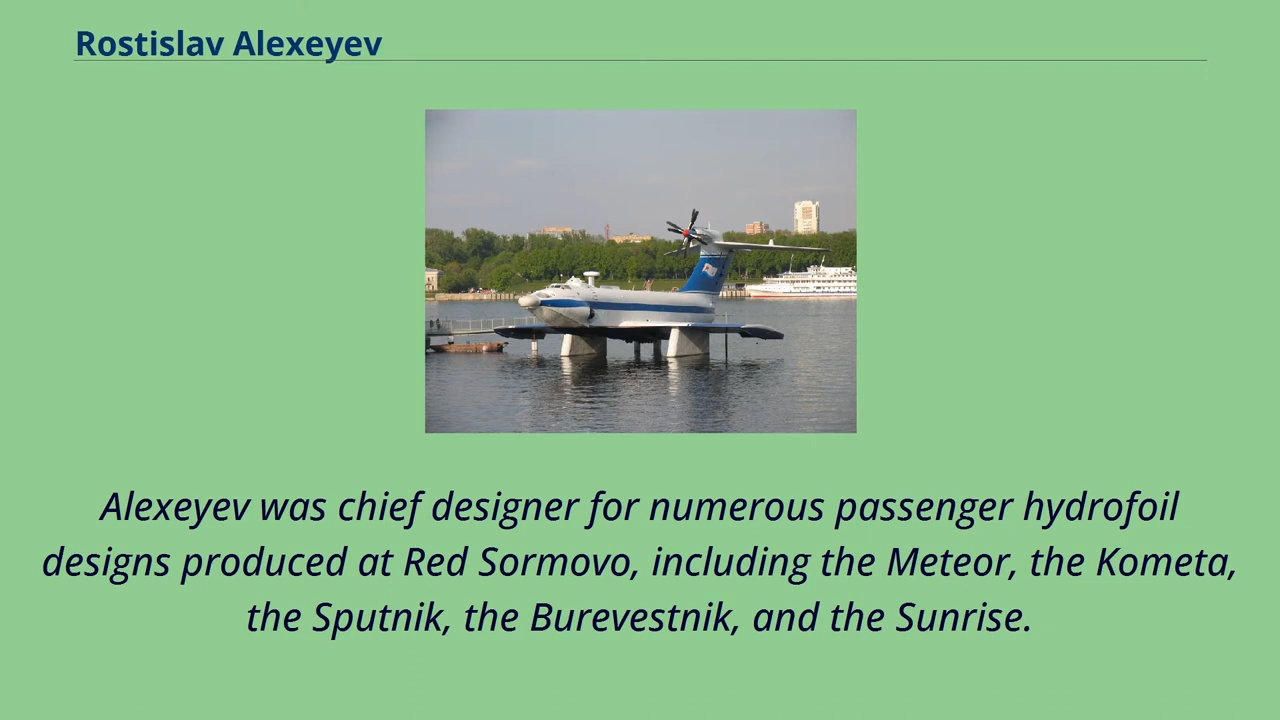 Rostislav Alexeyev
Alexeyev was chief designer for numerous passenger hydrofoil
designs produced at Red Sormovo, including the Meteor, the Kometa,
the Sputnik, the Burevestnik, and the Sunrise.